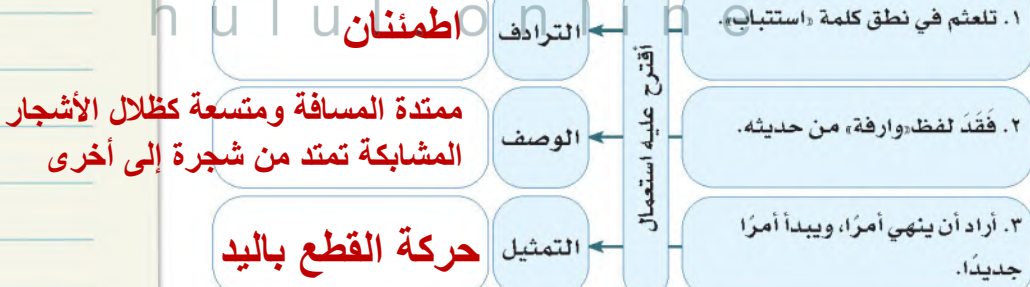 hulul online
١. تلعثم في نطق كلمة «استتباب».
الترادف
اطمئنان
أقترح عليه استعمال
٢. فَقَدَ لفظ «وارفة» من حديثه.
الوصف
ممتدة المسافة ومتسعة كظلال الأشجار
المشابكة تمتد من شجرة إلى أخرى
٣. أراد أن ينهي أمرًا، ويبدأ أمرًا
جديدًا.
التمثيل
حركة القطع باليد